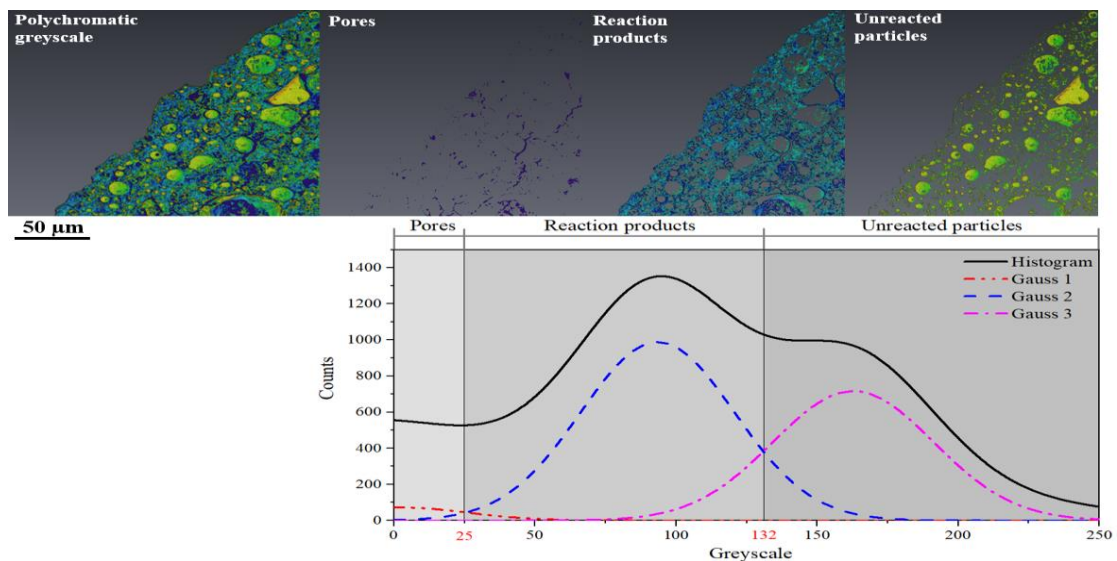 Polychromatic
greyscale
Pores
Reaction
products
Unreacted
particles
50 µm
Pores
Reaction products
Unreacted particles
1400
1200
1000
800
600
400
200
0
Counts
Histogram
Gauss 1
Gauss 2
Gauss 3
0
25
50
100
132
150
200
250
Greyscale